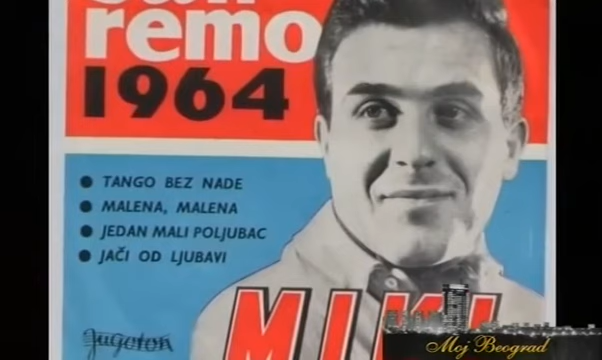 remo
1964
TANGO BEZ NADE
MALENA, MALENA
JEDAN MALI POLJUBAC
JAČI OD LJUBAVI
Jugoton
Moj Beograd